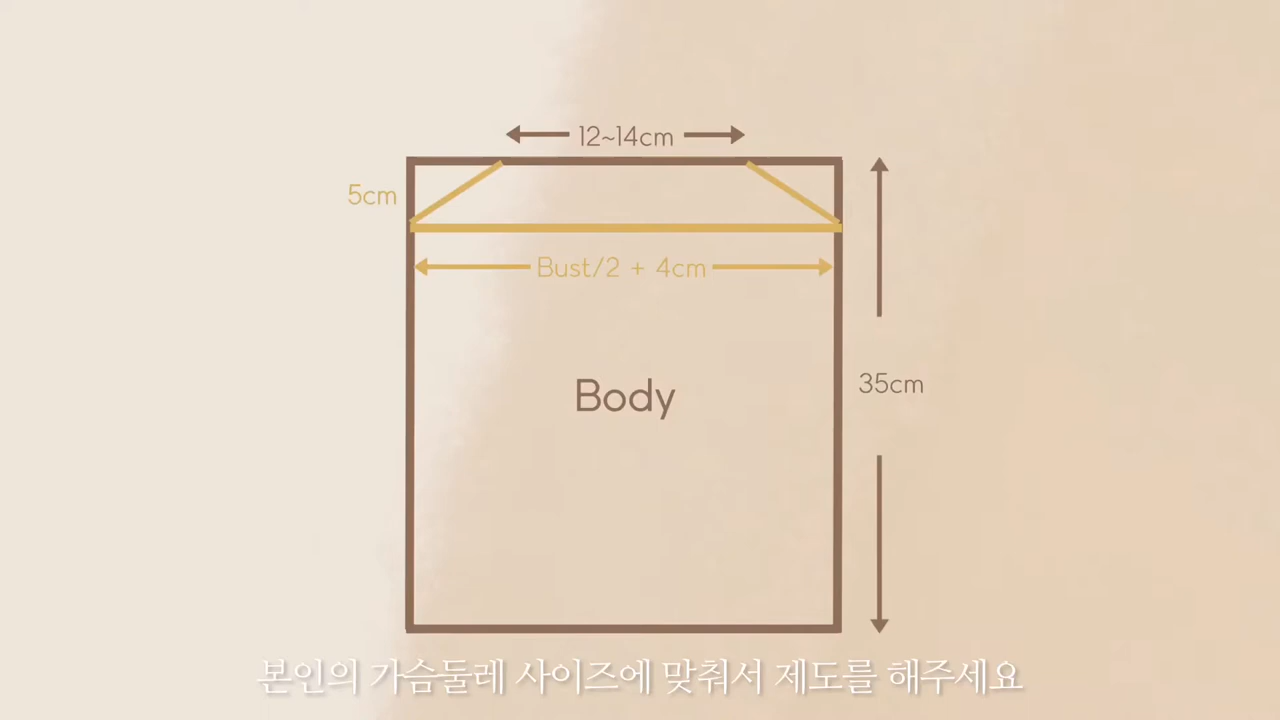 12~14cm
5cm
Bust/2 + 4cm
Body
35cm
본인의 가슴둘레 사이즈에 맞춰서 제도를 해주세요